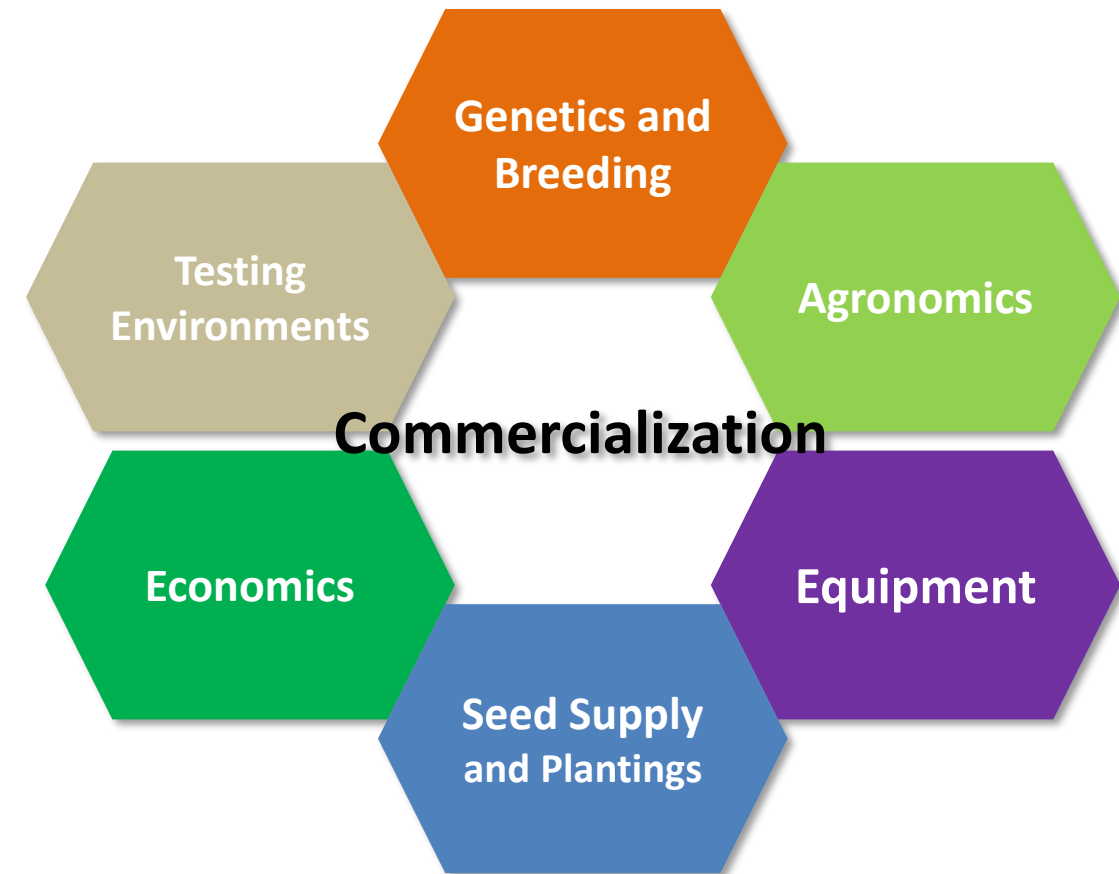 Genetics and
Breeding
Testing
Environments
Agronomics
Commercialization
Economics
Equipment
Seed Supply
and Plantings